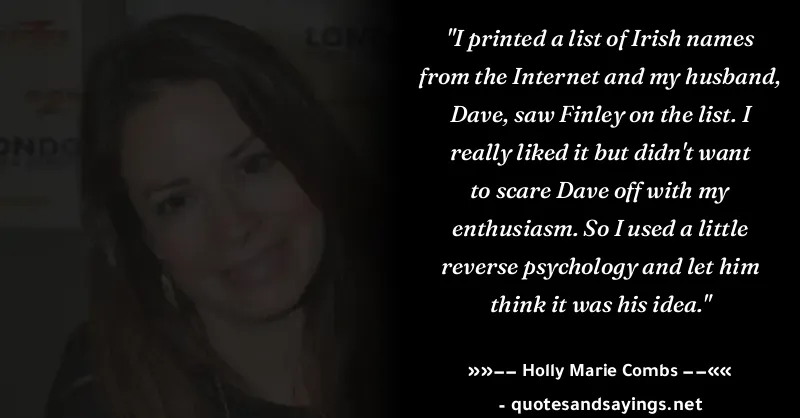 "I printed a list of Irish names
from the Internet and my husband,
Dave, saw Finley on the list. I
really liked it but didn't want
to scare Dave off with my
enthusiasm. So I used a little
reverse psychology and let him
think it was his idea."
»»–– Holly Marie Combs ––««
- quotesandsayings.net
LONDO
ONDO